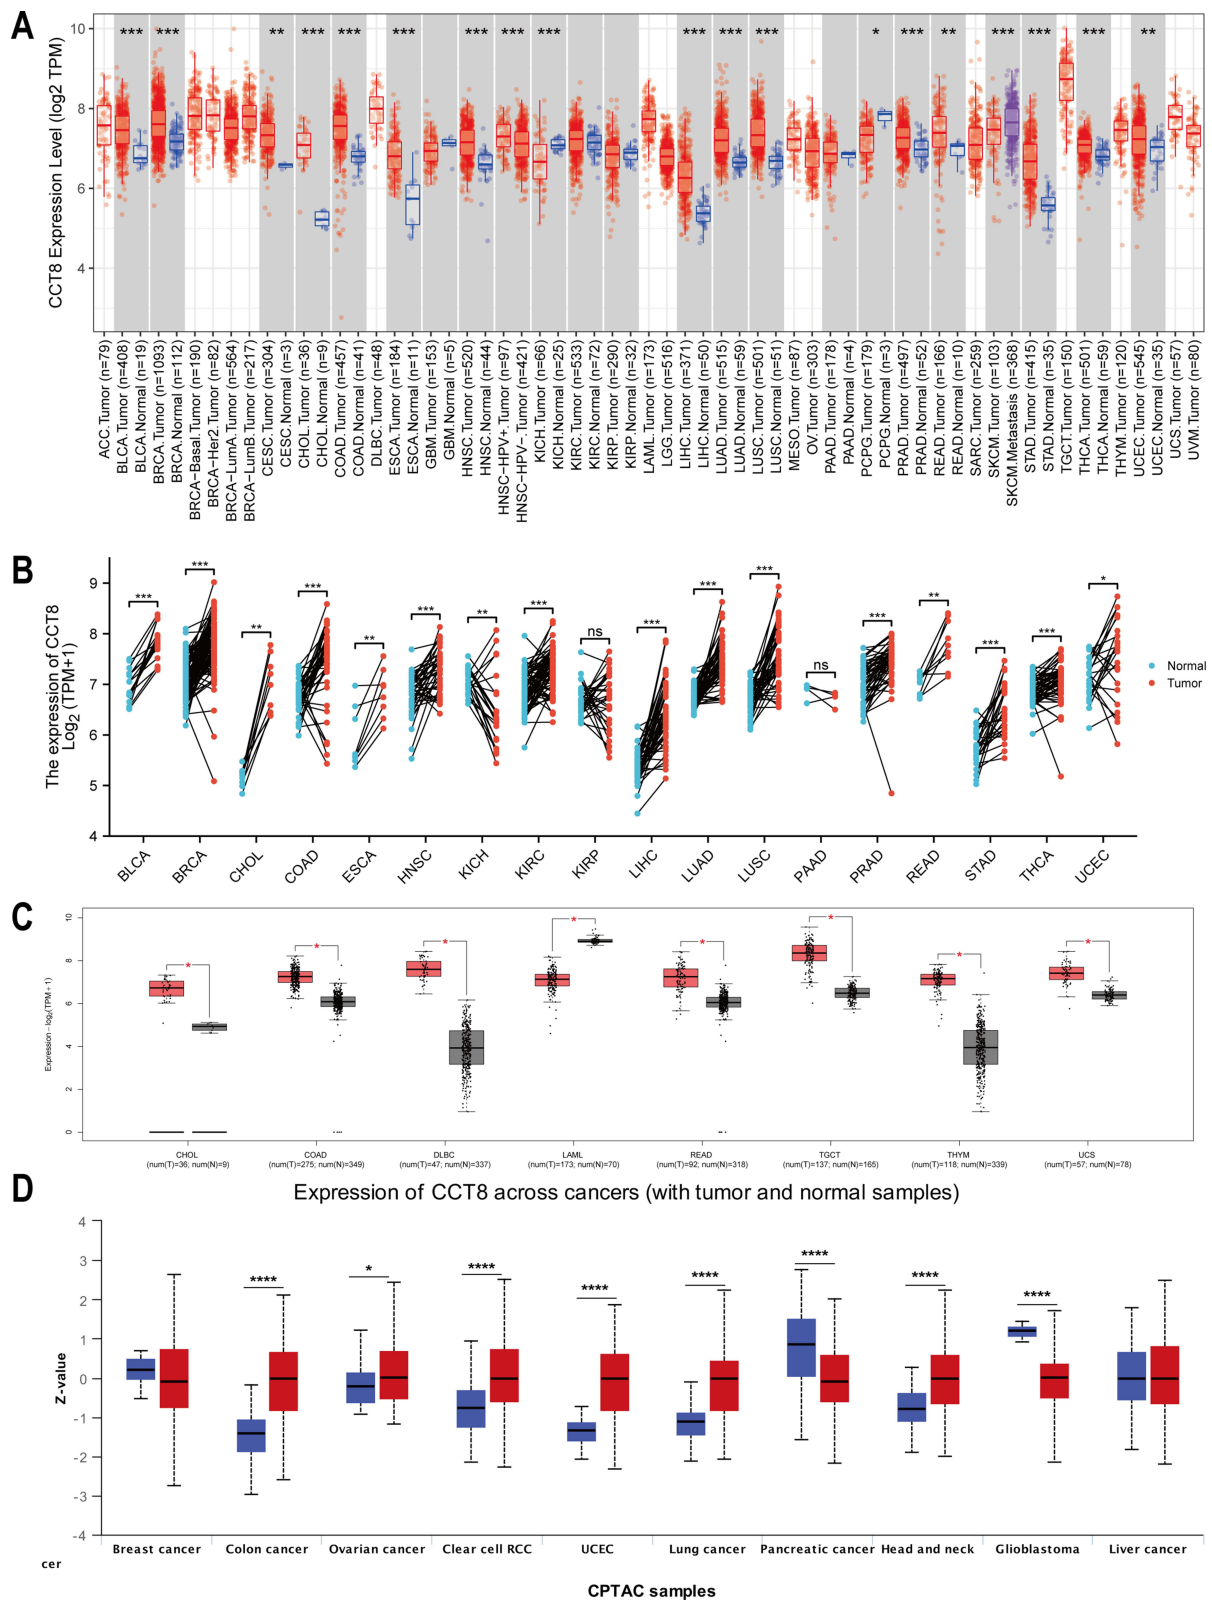 A
CCT8 Expression Level (log2 TPM)
10
8
6
4
*** *** ** *** *** *** *** *** *** *** *** *** * *** ** *** *** *** **
ACC.Tumor (n=79)
BLCA.Tumor (n=408)
BLCA.Normal (n=19)
BRCA.Tumor (n=1093)
BRCA.Normal (n=112)
BRCA-Basal.Tumor (n=190)
BRCA-Her2.Tumor (n=82)
BRCA-LumA.Tumor (n=564)
BRCA-LumB.Tumor (n=217)
CESC.Tumor (n=304)
CESC.Normal (n=3)
CHOL.Tumor (n=36)
CHOL.Normal (n=9)
COAD.Tumor (n=457)
COAD.Normal (n=41)
DLBC.Tumor (n=48)
ESCA.Tumor (n=184)
ESCA.Normal (n=11)
GBM.Tumor (n=153)
GBM.Normal (n=5)
HNSC.Tumor (n=520)
HNSC.Normal (n=44)
HNSC-HPV+.Tumor (n=97)
HNSC-HPV-.Tumor (n=421)
KICH.Tumor (n=66)
KICH.Normal (n=25)
KIRC.Tumor (n=533)
KIRC.Normal (n=72)
KIRP.Tumor (n=290)
KIRP.Normal (n=32)
LAML.Tumor (n=173)
LGG.Tumor (n=516)
LIHC.Tumor (n=371)
LIHC.Normal (n=50)
LUAD.Tumor (n=515)
LUAD.Normal (n=59)
LUSC.Tumor (n=501)
LUSC.Normal (n=51)
MESO.Tumor (n=87)
OV.Tumor (n=303)
PAAD.Tumor (n=178)
PAAD.Normal (n=4)
PCPG.Tumor (n=179)
PCPG.Normal (n=3)
PRAD.Tumor (n=497)
PRAD.Normal (n=52)
READ.Tumor (n=166)
READ.Normal (n=10)
SARC.Tumor (n=259)
SKCM.Tumor (n=103)
SKCM.Metastasis (n=368)
STAD.Tumor (n=415)
STAD.Normal (n=35)
TGCT.Tumor (n=150)
THCA.Tumor (n=501)
THCA.Normal (n=59)
THYM.Tumor (n=120)
UCEC.Tumor (n=545)
UCEC.Normal (n=35)
UCS.Tumor (n=57)
UVM.Tumor (n=80)
B
The expression of CCT8
Log2 (TPM+1)
9
8
7
6
5
4
*** *** ** *** ** *** ** *** ns *** *** *** ns *** ** *** *** *
Normal
Tumor
BLCA BRCA CHOL COAD ESCA HNSC KICH KIRC KIRP LIHC LUAD LUSC PAAD PRAD READ STAD THCA UCEC
C
Expression − log2(TPM + 1)
10
8
6
4
2
0
* * * * * * * *
CHOL COAD DLBC LAML READ TGCT THYM UCS
(num(T)=36; num(N)=9) (num(T)=275; num(N)=349) (num(T)=47; num(N)=337) (num(T)=173; num(N)=70) (num(T)=92; num(N)=318) (num(T)=137; num(N)=165) (num(T)=118; num(N)=339) (num(T)=57; num(N)=78)
D
Expression of CCT8 across cancers (with tumor and normal samples)
Z-value
4
3
2
1
0
-1
-2
-3
-4
**** * **** **** **** **** **** ****
Breast cancer Colon cancer Ovarian cancer Clear cell RCC UCEC Lung cancer Pancreatic cancer Head and neck Glioblastoma Liver cancer
cer
CPTAC samples